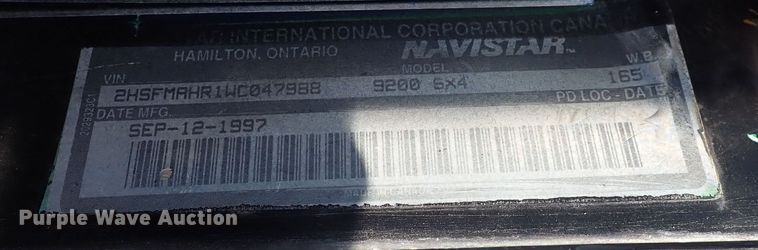 INTERNATIONAL CORPORATION CANA
HAMILTON, ONTARIO NAVISTAR
VIN MODEL W.B.
2HSFMAHR1WC047988 9200 6X4 165
DATE MFG. PD LOC - DATE
SEP-12-1997
2029323C1
Purple Wave Auction